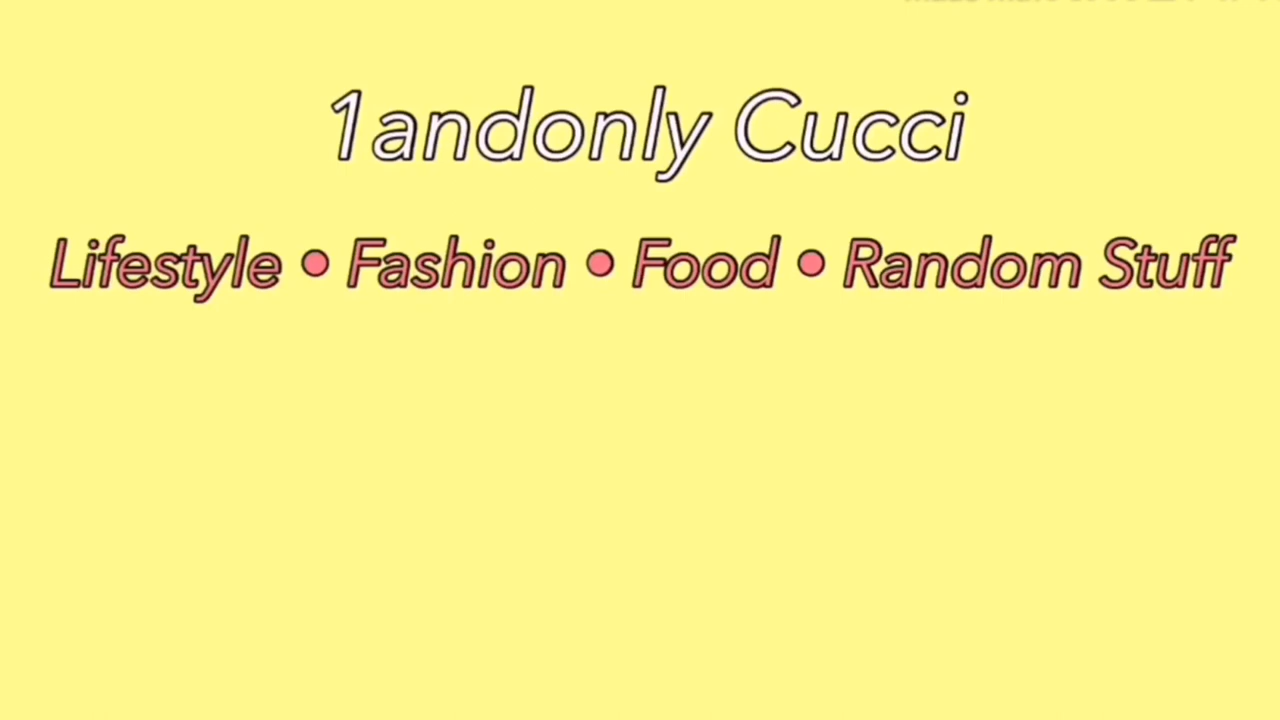 1andonly Cucci
Lifestyle • Fashion • Food • Random Stuff